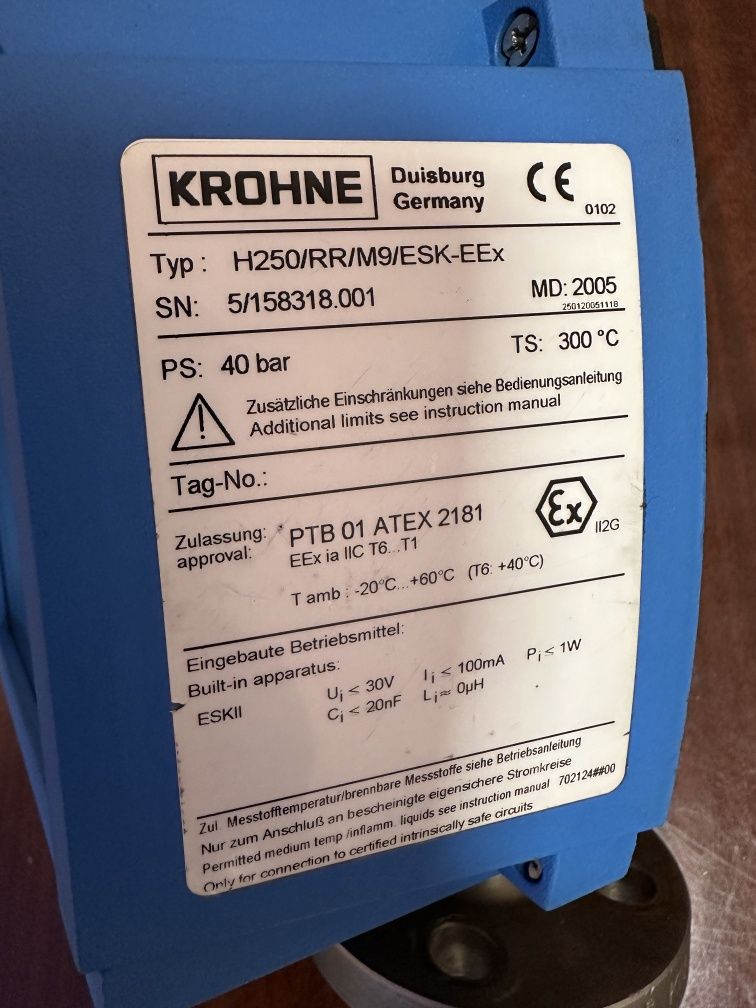 KROHNE
Duisburg
Germany
CE
0102
Typ : H250/RR/M9/ESK-EEx
SN: 5/158318.001 MD: 2005
250120051118
PS: 40 bar TS: 300 °C
Zusätzliche Einschränkungen siehe Bedienungsanleitung
Additional limits see instruction manual
Tag-No.:
Zulassung: PTB 01 ATEX 2181
approval: EEx ia IIC T6...T1
Ex II2G
T amb : -20°C...+60°C (T6: +40°C)
Eingebaute Betriebsmittel:
Built-in apparatus:
ESKII Ui ≤ 30V Ii ≤ 100mA Pi ≤ 1W
Ci ≤ 20nF Li ≈ 0µH
Zul. Messtofftemperatur/brennbare Messstoffe siehe Betriebsanleitung
Nur zum Anschluß an bescheinigte eigensichere Stromkreise
Permitted medium temp /inflamm. liquids see instruction manual 702124##00
Only for connection to certified intrinsically safe circuits